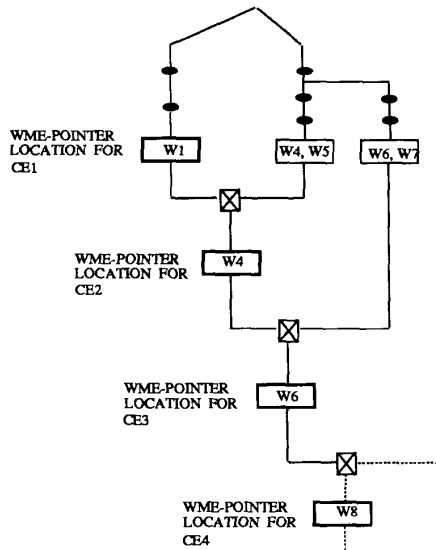 WME-POINTER
LOCATION FOR
CE1
W1
W4, W5
W6, W7
WME-POINTER
LOCATION FOR
CE2
W4
WME-POINTER
LOCATION FOR
CE3
W6
WME-POINTER
LOCATION FOR
CE4
W8